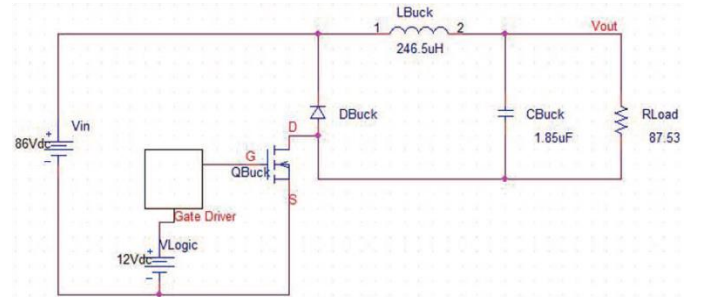 LBuck
1
2
246.5uH
Vout
Vin
86Vdc
DBuck
CBuck
1.85uF
RLoad
87.53
D
G
QBuck
S
Gate Driver
VLogic
12Vdc